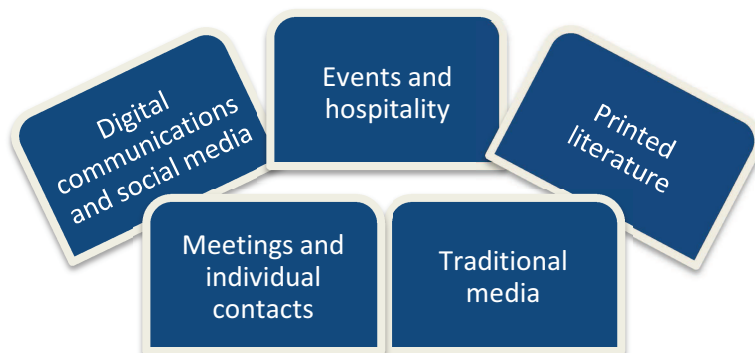 Digital
communications
and social media
Events and
hospitality
Printed
literature
Meetings and
individual
contacts
Traditional
media